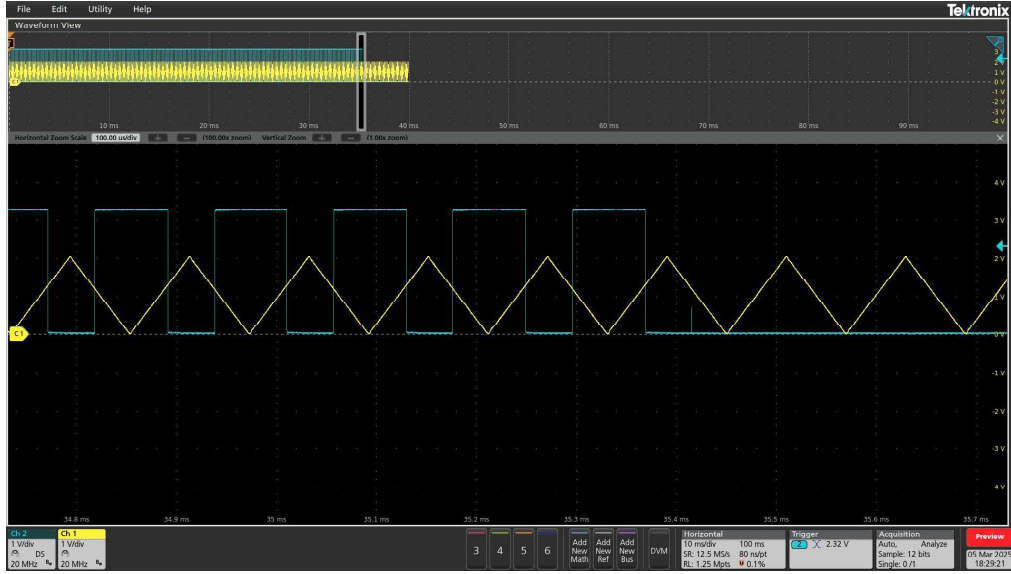 File Edit Utility Help Tektronix
Waveform View
3
2
1 V
0 V
-1 V
-2 V
-3 V
-4 V
C1
10 ms 20 ms 30 ms 40 ms 50 ms 60 ms 70 ms 80 ms 90 ms
Horizontal Zoom Scale 100.00 us/div + - (100.00x zoom) Vertical Zoom + - (1.00x zoom) X
4 V
3 V
2 V
1V
C1 0 V
-1 V
-2 V
-3 V
4 V
34.8 ms 34.9 ms 35 ms 35.1 ms 35.2 ms 35.3 ms 35.4 ms 35.5 ms 35.6 ms 35.7 ms
Ch 2 Ch 1 Horizontal Trigger Acquisition Preview
1 V/div 1 V/div 3 4 5 6 Add New Math Add New Ref Add New Bus DVM 10 ms/div 100 ms 2 2.32 V Auto, Analyze
DS SR: 12.5 MS/s 80 ns/pt Sample: 12 bits 05 Mar 2025
20 MHz Bw 20 MHz Bw RL: 1.25 Mpts 0.1% Single: 0 /1 18:29:21